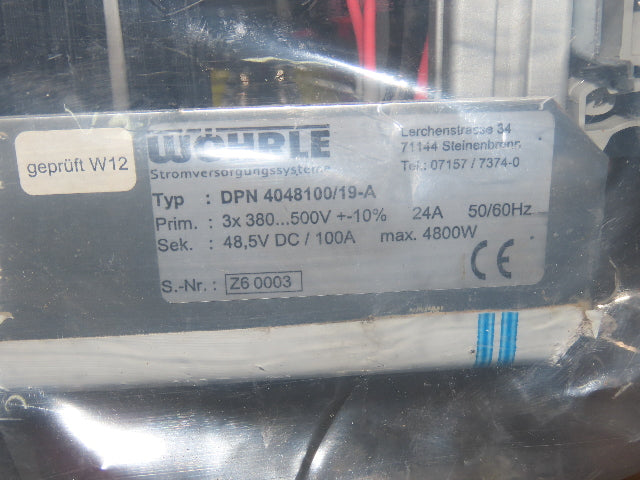 WÖHRLE
Stromversorgungssysteme
Lerchenstrasse 34
71144 Steinenbronn
Tel.: 07157 / 7374-0
geprüft W12
Typ : DPN 4048100/19-A
Prim. : 3x 380...500V +-10% 24A 50/60Hz
Sek. : 48,5V DC / 100A max. 4800W
CE
S.-Nr. : Z6 0003